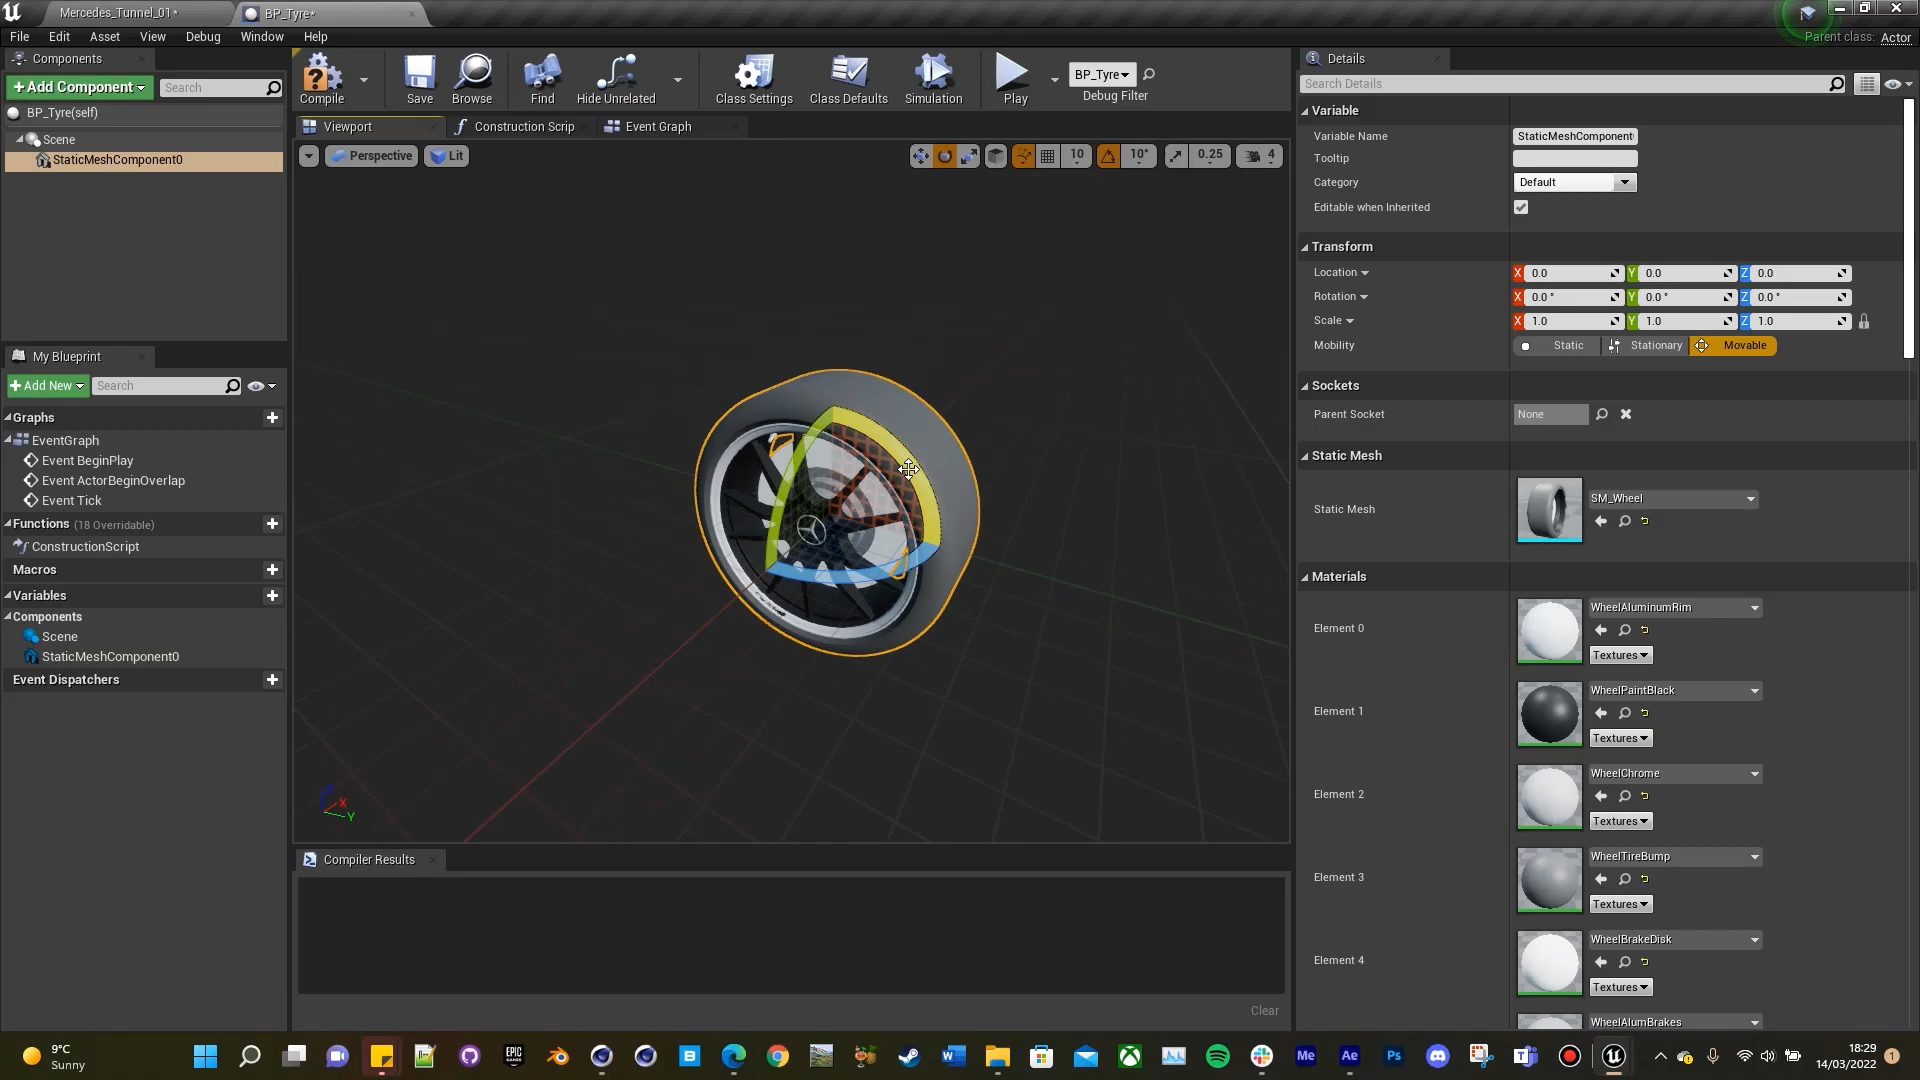 Mercedes_Tunnel_01*
BP_Tyre*
File Edit Asset View Debug Window Help
Parent class: Actor
Components
+Add Component
Search
BP_Tyre(self)
Scene
StaticMeshComponent0
Compile
Save
Browse
Find
Hide Unrelated
Class Settings
Class Defaults
Simulation
Play
BP_Tyre
Debug Filter
Viewport
Construction Scrip
Event Graph
Perspective
Lit
10
10°
0.25
4
X
Y
Compiler Results
Clear
My Blueprint
+Add New
Search
Graphs
EventGraph
Event BeginPlay
Event ActorBeginOverlap
Event Tick
Functions (18 Overridable)
ConstructionScript
Macros
Variables
Components
Scene
StaticMeshComponent0
Event Dispatchers
Details
Search Details
Variable
Variable Name StaticMeshComponent
Tooltip
Category Default
Editable when Inherited
Transform
Location X 0.0 Y 0.0 Z 0.0
Rotation X 0.0 ° Y 0.0 ° Z 0.0 °
Scale X 1.0 Y 1.0 Z 1.0
Mobility Static Stationary Movable
Sockets
Parent Socket None
Static Mesh
Static Mesh SM_Wheel
Materials
Element 0 WheelAluminumRim
Textures
Element 1 WheelPaintBlack
Textures
Element 2 WheelChrome
Textures
Element 3 WheelTireBump
Textures
Element 4 WheelBrakeDisk
Textures
WheelAlumBrakes
9°C
Sunny
EPIC GAMES
Me
Ae
Ps
18:29
14/03/2022
1